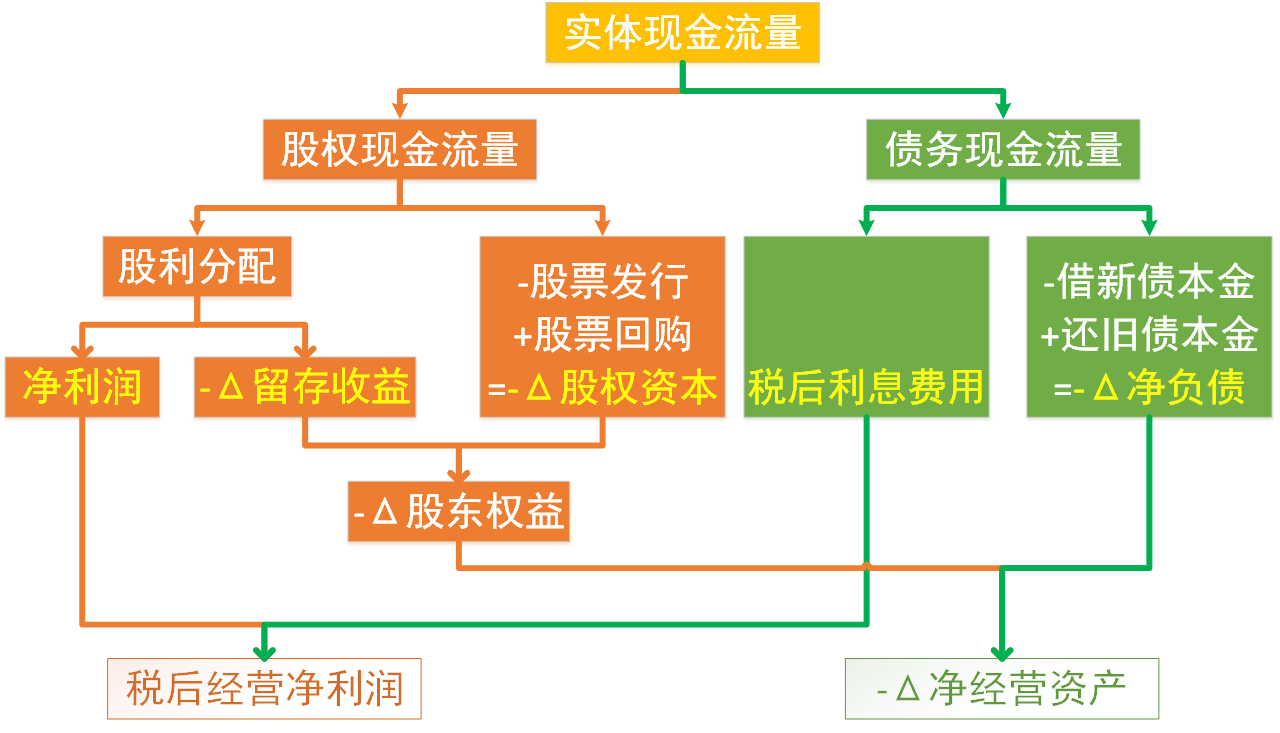 实体现金流量
股权现金流量
债务现金流量
股利分配
-股票发行
+股票回购
=-Δ股权资本
税后利息费用
-借新债本金
+还旧债本金
=-Δ净负债
净利润
-Δ留存收益
-Δ股东权益
税后经营净利润
-Δ净经营资产